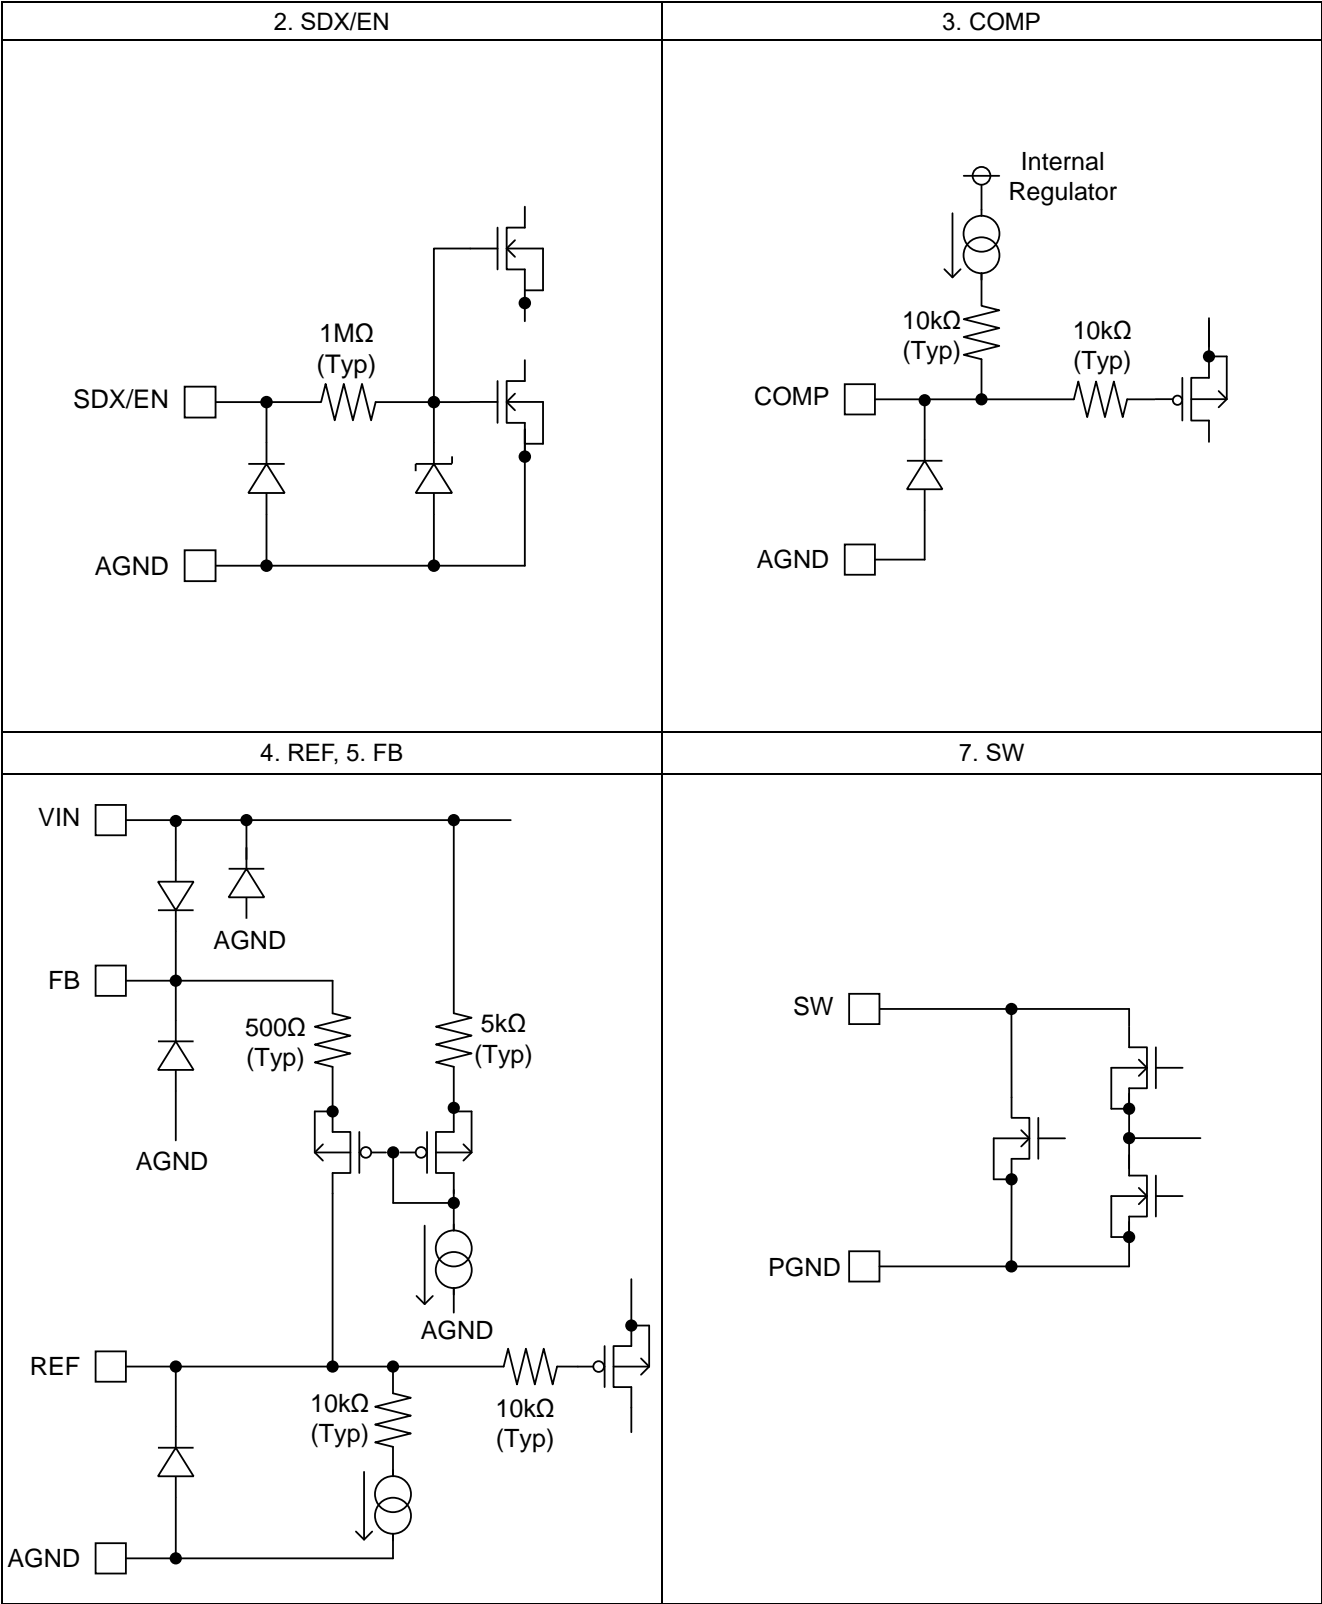 2. SDX/EN
3. COMP
1MΩ
(Typ)
SDX/EN
AGND
Internal
Regulator
10kΩ
(Typ)
10kΩ
(Typ)
COMP
AGND
4. REF, 5. FB
7. SW
VIN
AGND
FB
500Ω
(Typ)
5kΩ
(Typ)
AGND
AGND
REF
10kΩ
(Typ)
10kΩ
(Typ)
AGND
SW
PGND